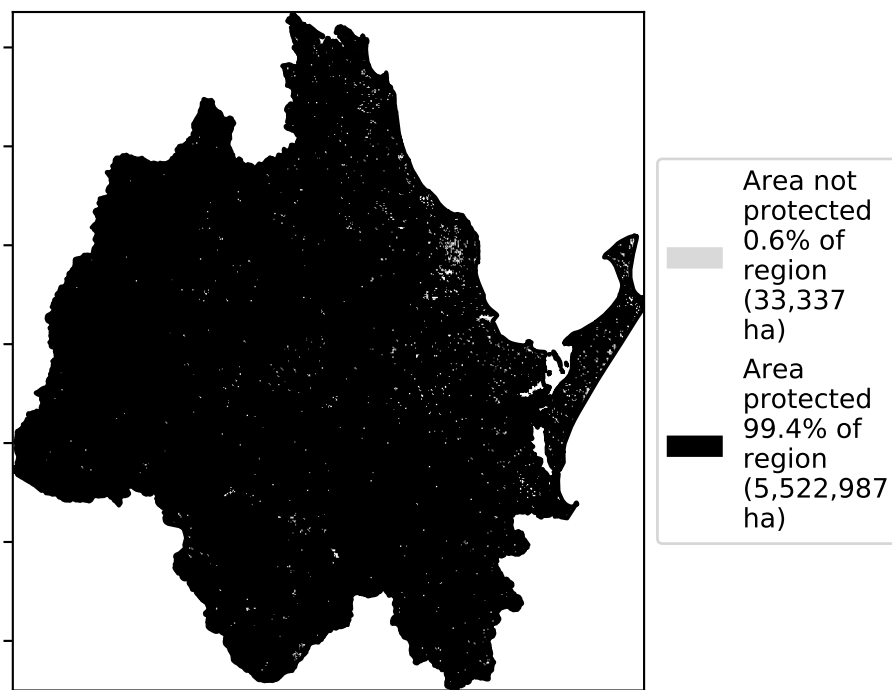 Area not
protected
0.6% of
region
(33,337
ha)
Area
protected
99.4% of
region
(5,522,987
ha)